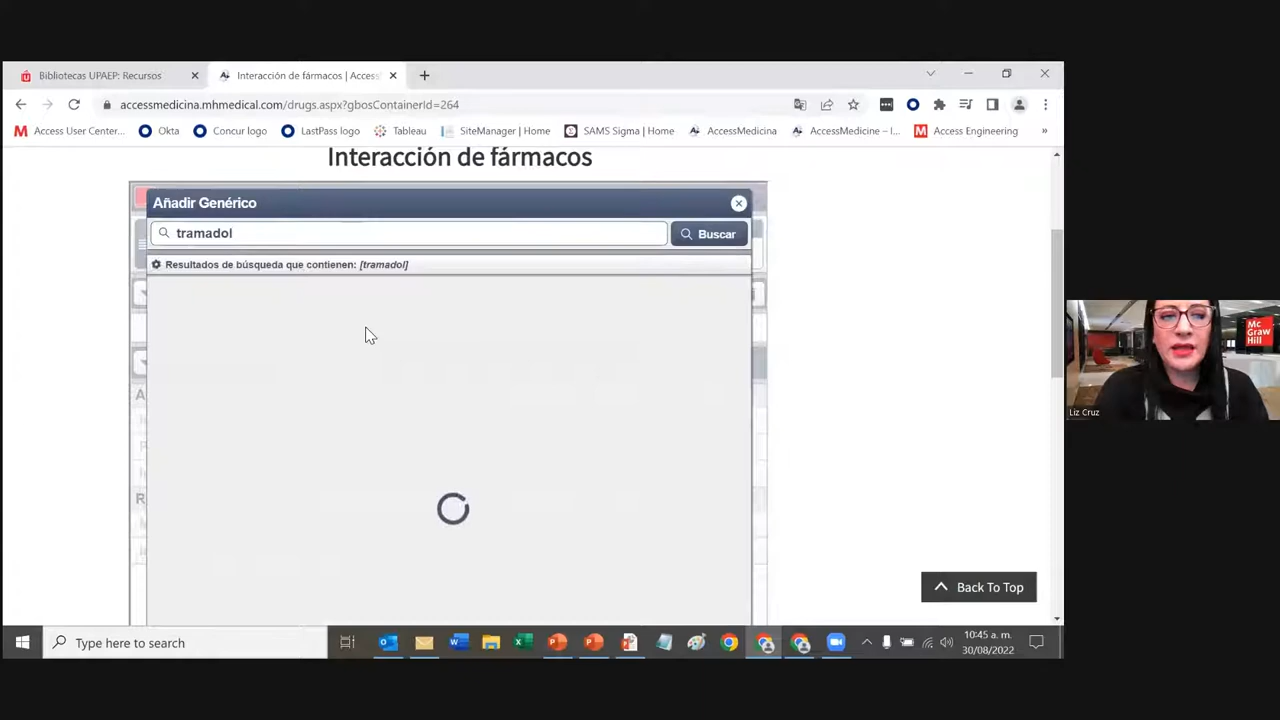 Bibliotecas UPAEP: Recursos
Interacción de fármacos | Access
accessmedicina.mhmedical.com/drugs.aspx?gbosContainerId=264
Access User Center...
Okta
Concur logo
LastPass logo
Tableau
SiteManager | Home
SAMS Sigma | Home
AccessMedicina
AccessMedicine – I...
Access Engineering
»
Interacción de fármacos
Añadir Genérico
tramadol
Buscar
Resultados de búsqueda que contienen: [tramadol]
Mc
Graw
Hill
Liz Cruz
Back To Top
Type here to search
10:45 a. m.
30/08/2022